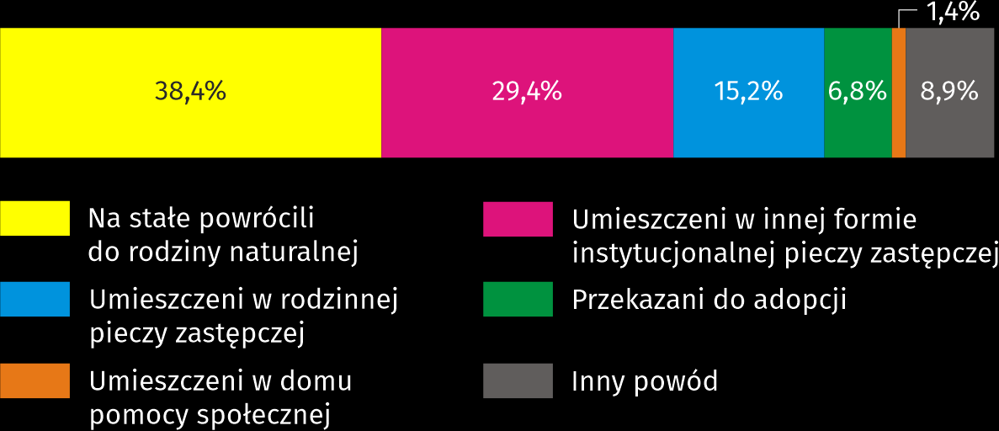 1,4%
38,4%
29,4%
15,2%
6,8%
8,9%
Na stałe powrócili
do rodziny naturalnej
Umieszczeni w innej formie
instytucjonalnej pieczy zastępczej
Umieszczeni w rodzinnej
pieczy zastępczej
Przekazani do adopcji
Umieszczeni w domu
pomocy społecznej
Inny powód